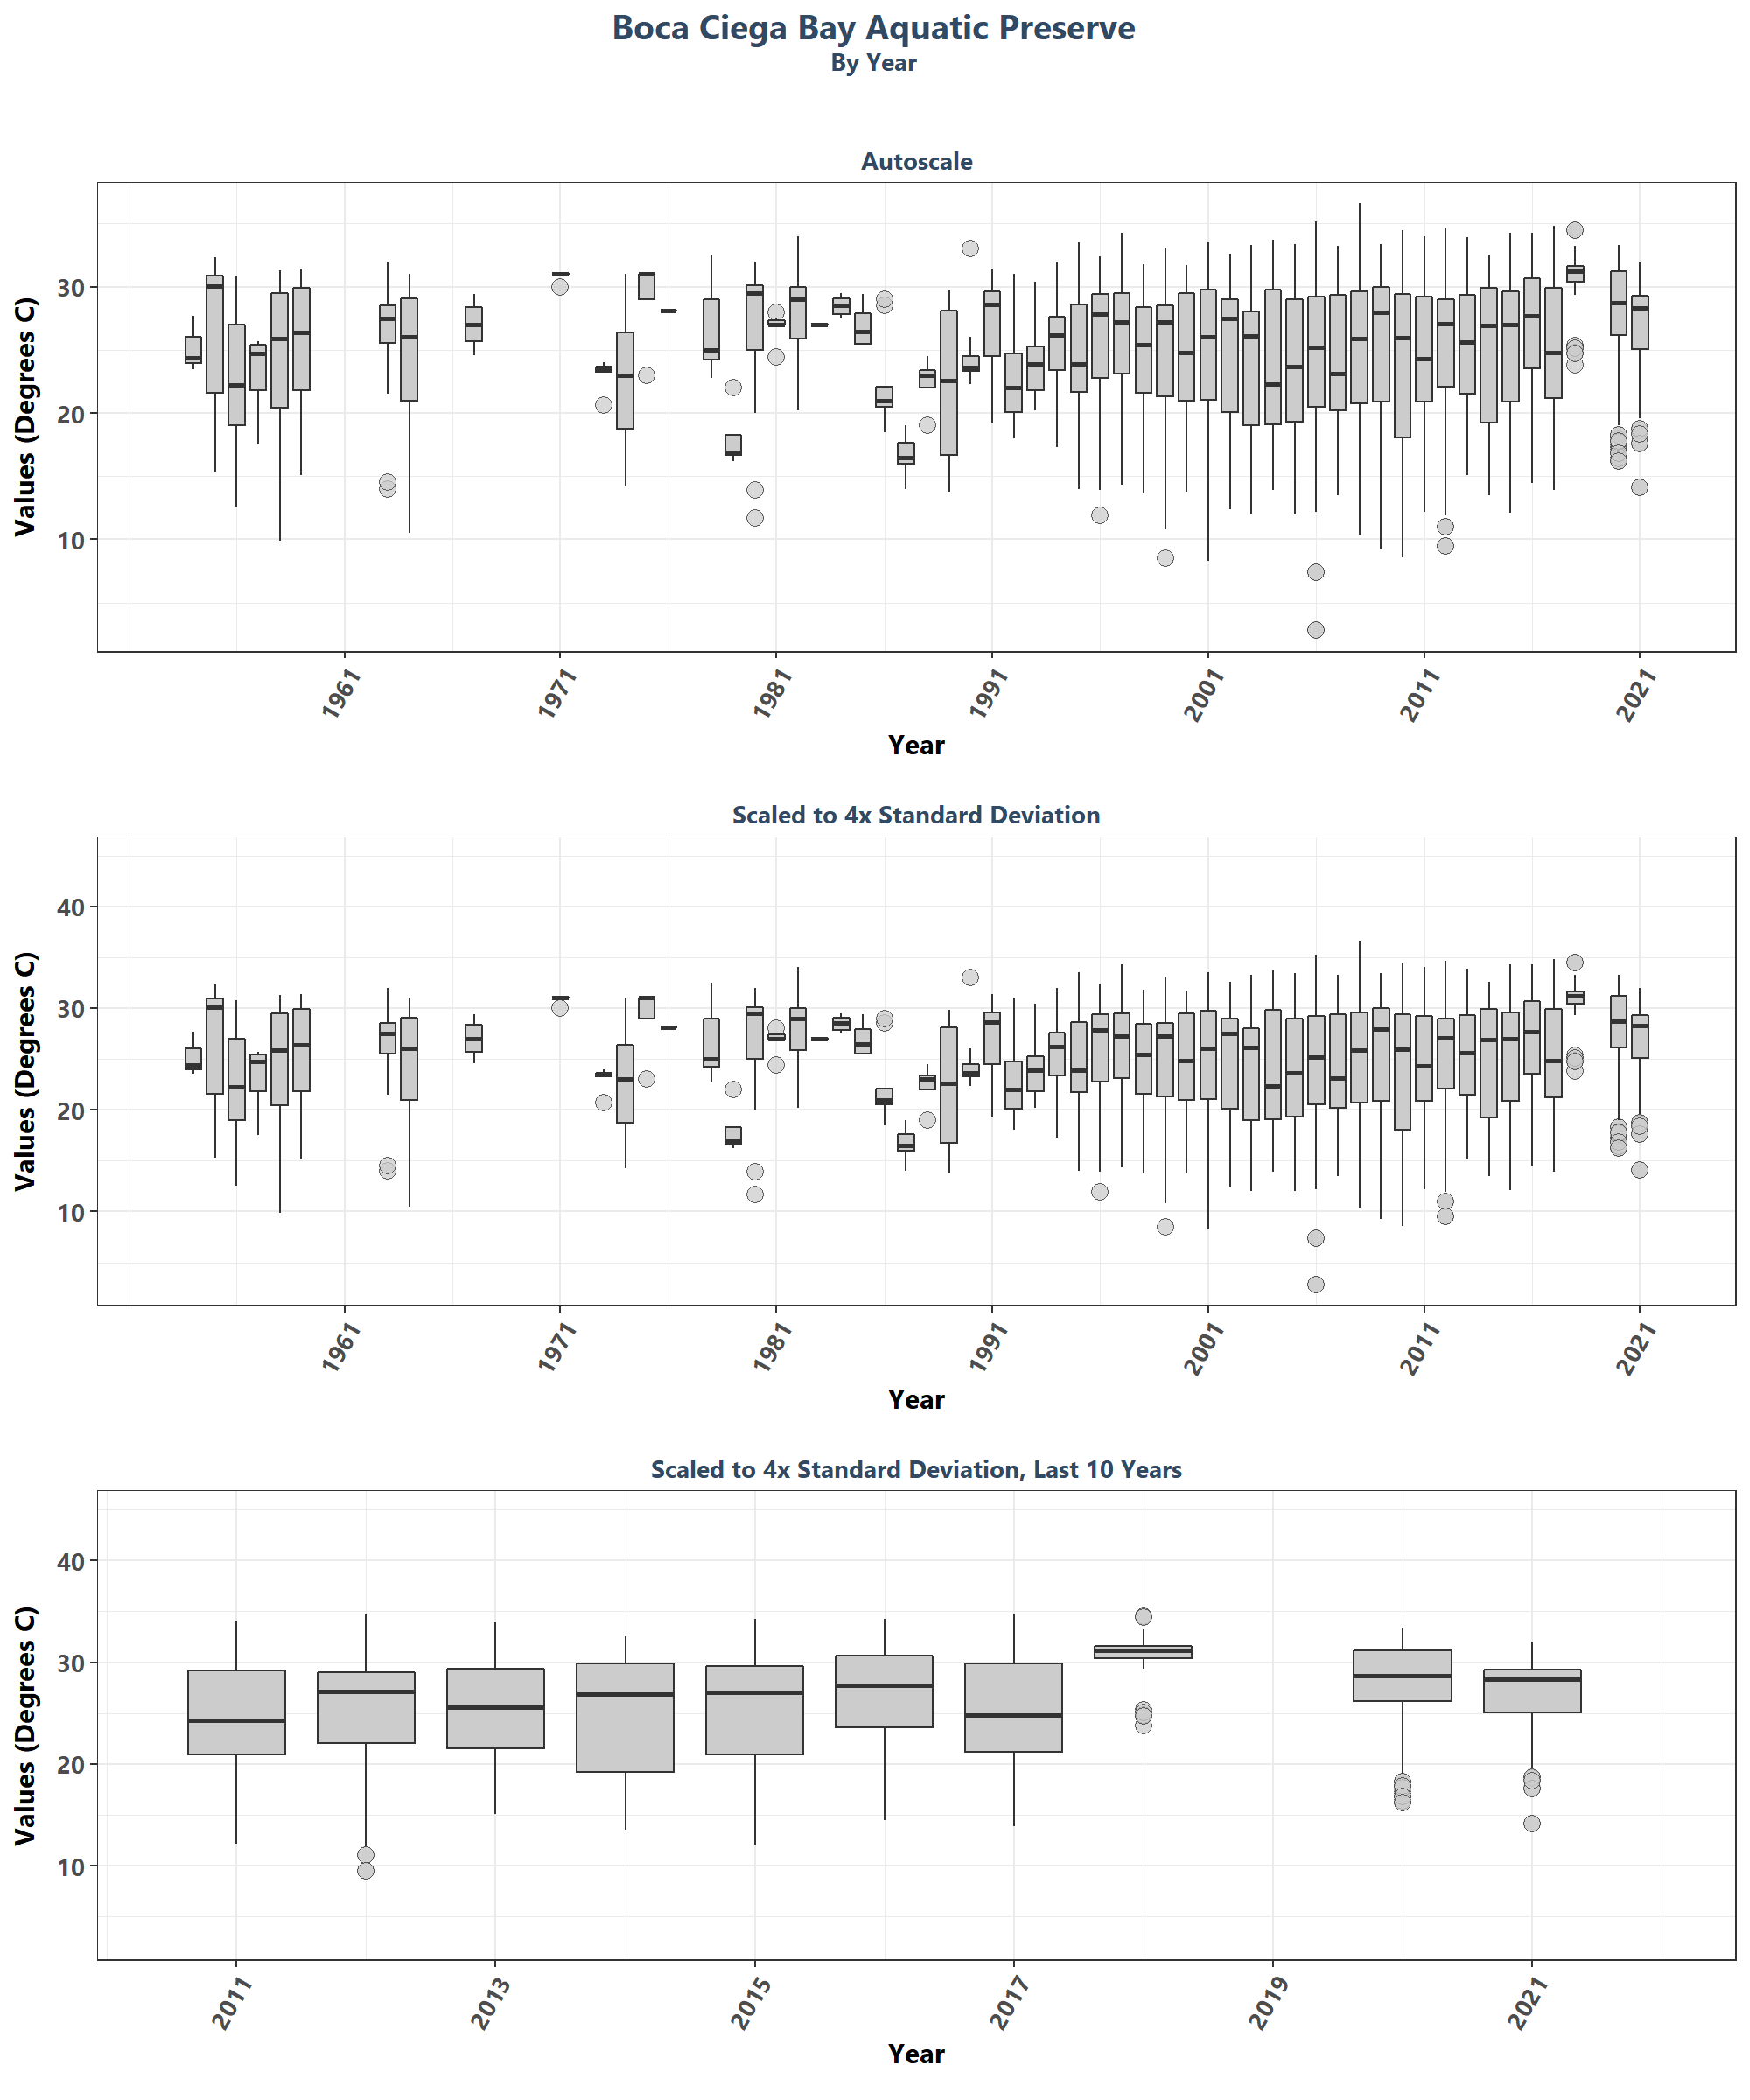 Boca Ciega Bay Aquatic Preserve
By Year
Autoscale
Values (Degrees C)
30
20
10
1961
1971
1981
1991
2001
2011
2021
Year
Scaled to 4x Standard Deviation
Values (Degrees C)
40
30
20
10
1961
1971
1981
1991
2001
2011
2021
Year
Scaled to 4x Standard Deviation, Last 10 Years
Values (Degrees C)
40
30
20
10
2011
2013
2015
2017
2019
2021
Year